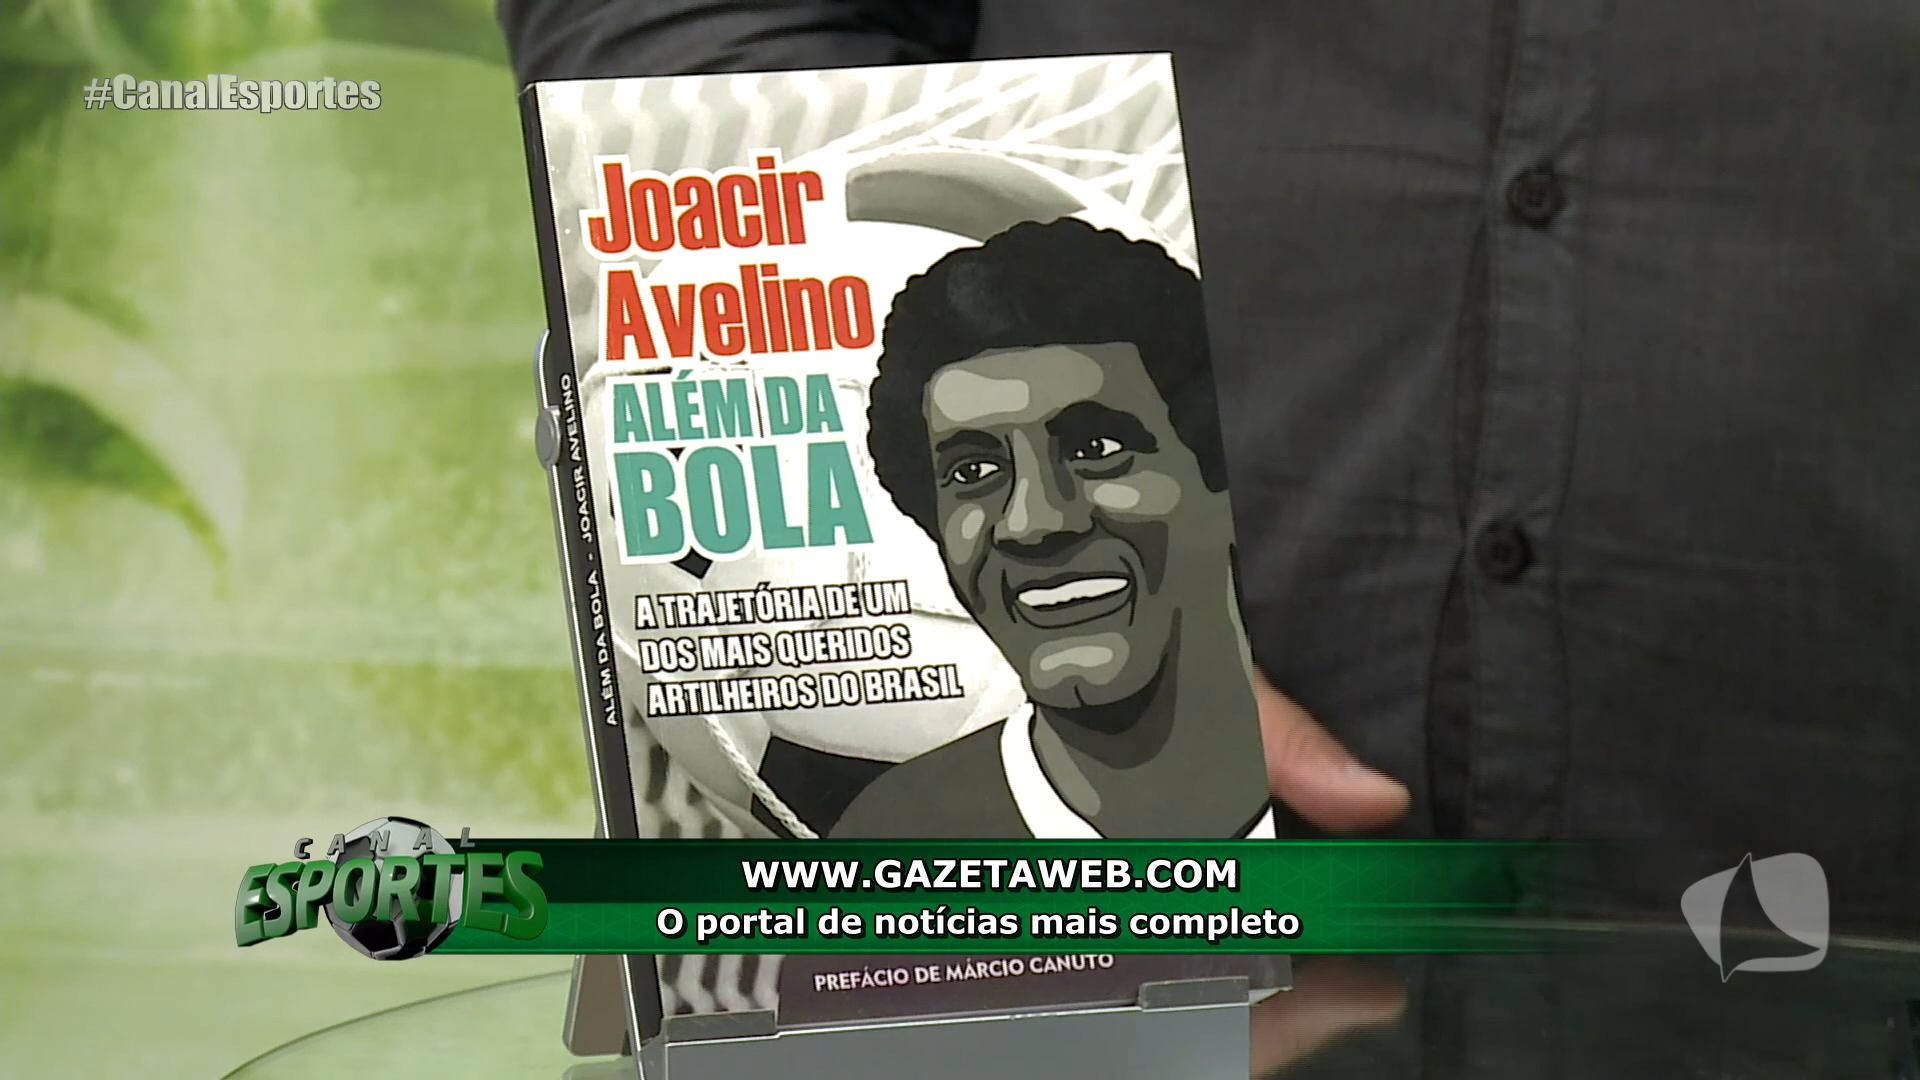 #CanalEsportes
Joacir
Avelino
ALÉM DA
BOLA
A TRAJETÓRIA DE UM
DOS MAIS QUERIDOS
ARTILHEIROS DO BRASIL
ALÉM DA BOLA - JOACIR AVELINO
CANAL
ESPORTES
WWW.GAZETAWEB.COM
O portal de notícias mais completo
PREFÁCIO DE MÁRCIO CANUTO